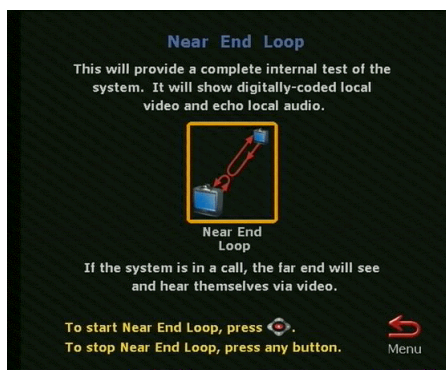 Near End Loop
This will provide a complete internal test of the
system. It will show digitally-coded local
video and echo local audio.
Near End
Loop
If the system is in a call, the far end will see
and hear themselves via video.
To start Near End Loop, press .
To stop Near End Loop, press any button.
Menu